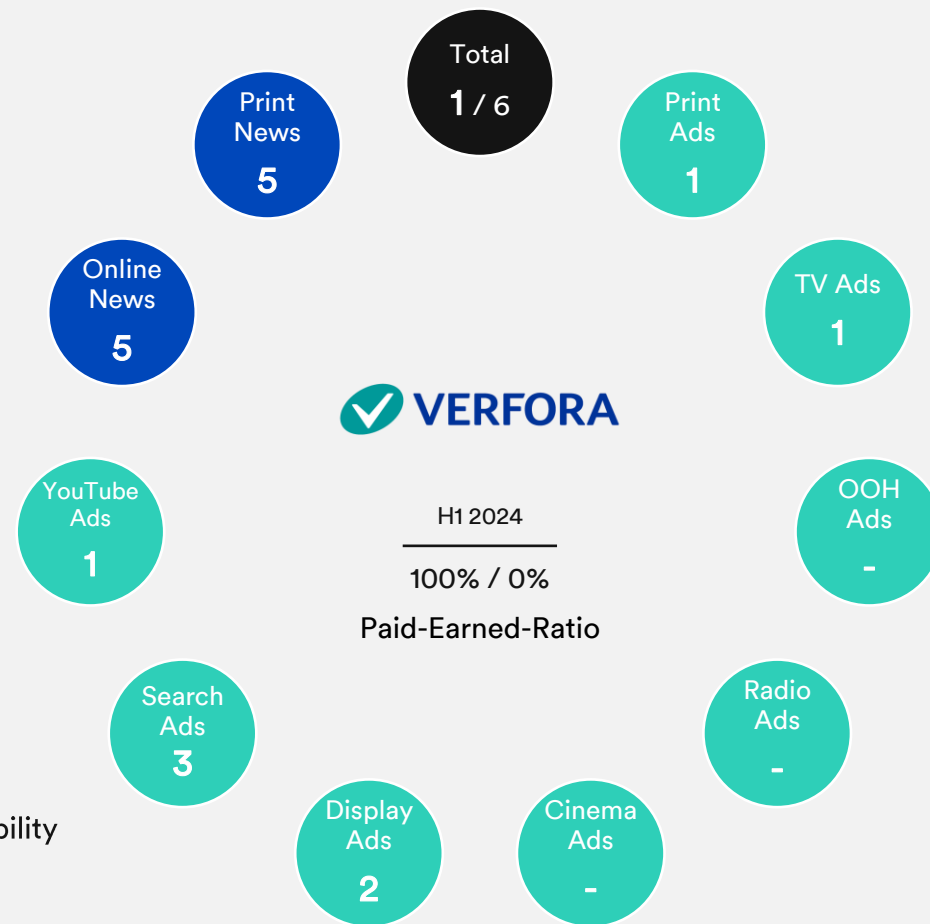 Total
1 / 6
Print
News
5
Print
Ads
1
Online
News
5
TV Ads
1
VERFORA
YouTube
Ads
1
H1 2024
100% / 0%
Paid-Earned-Ratio
OOH
Ads
-
Search
Ads
3
Radio
Ads
-
Display
Ads
2
Cinema
Ads
-